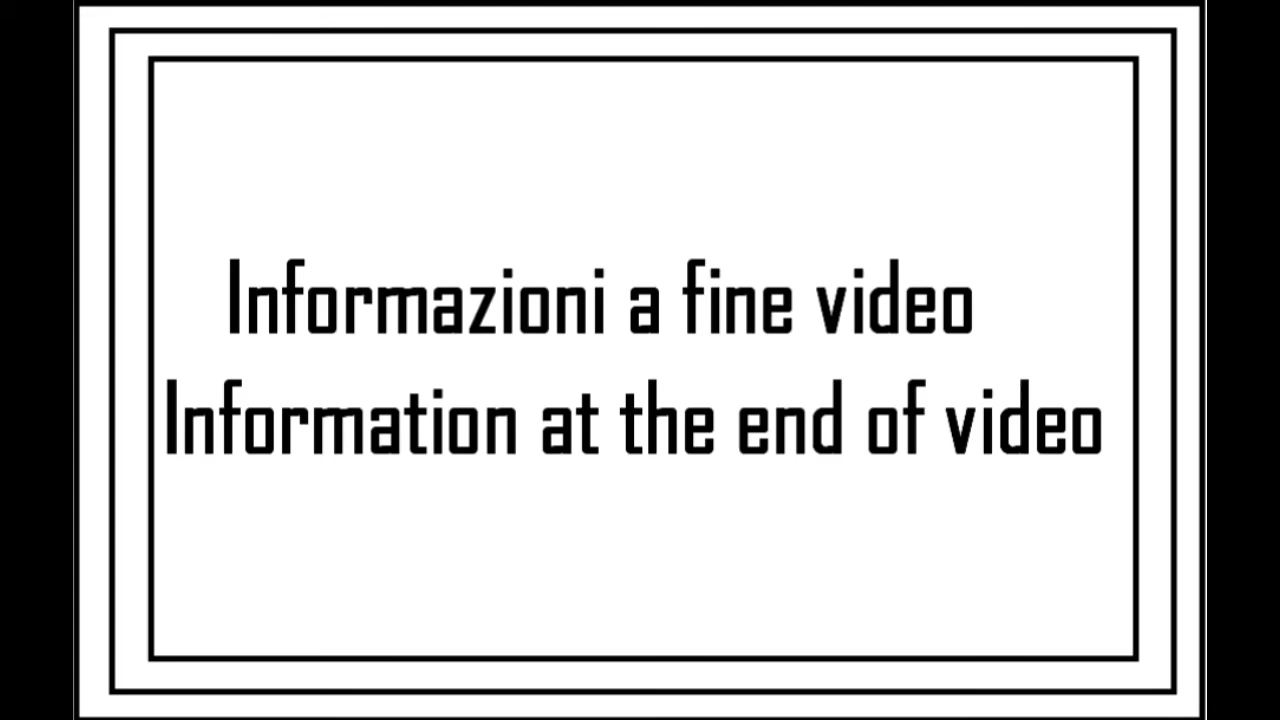 Informazioni a fine video
Information at the end of video